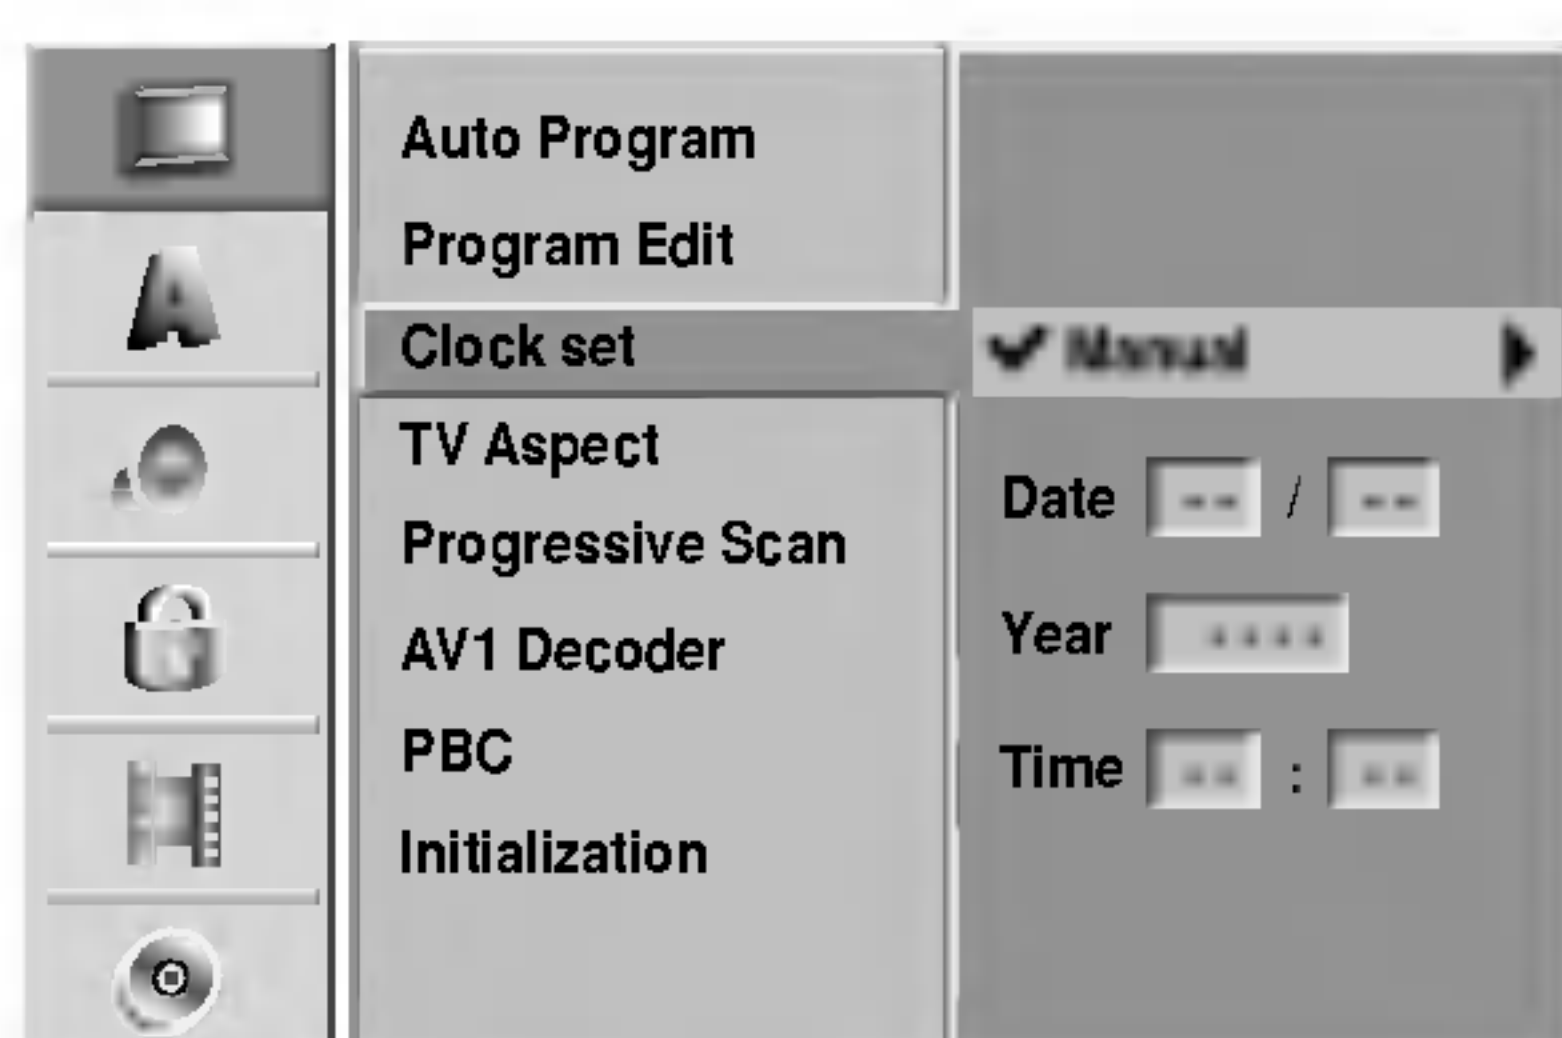 A
Auto Program
Program Edit
Clock set
✔ Manual ▶
TV Aspect
Progressive Scan
AV1 Decoder
PBC
Initialization
Date -- / --
Year ----
Time -- : --